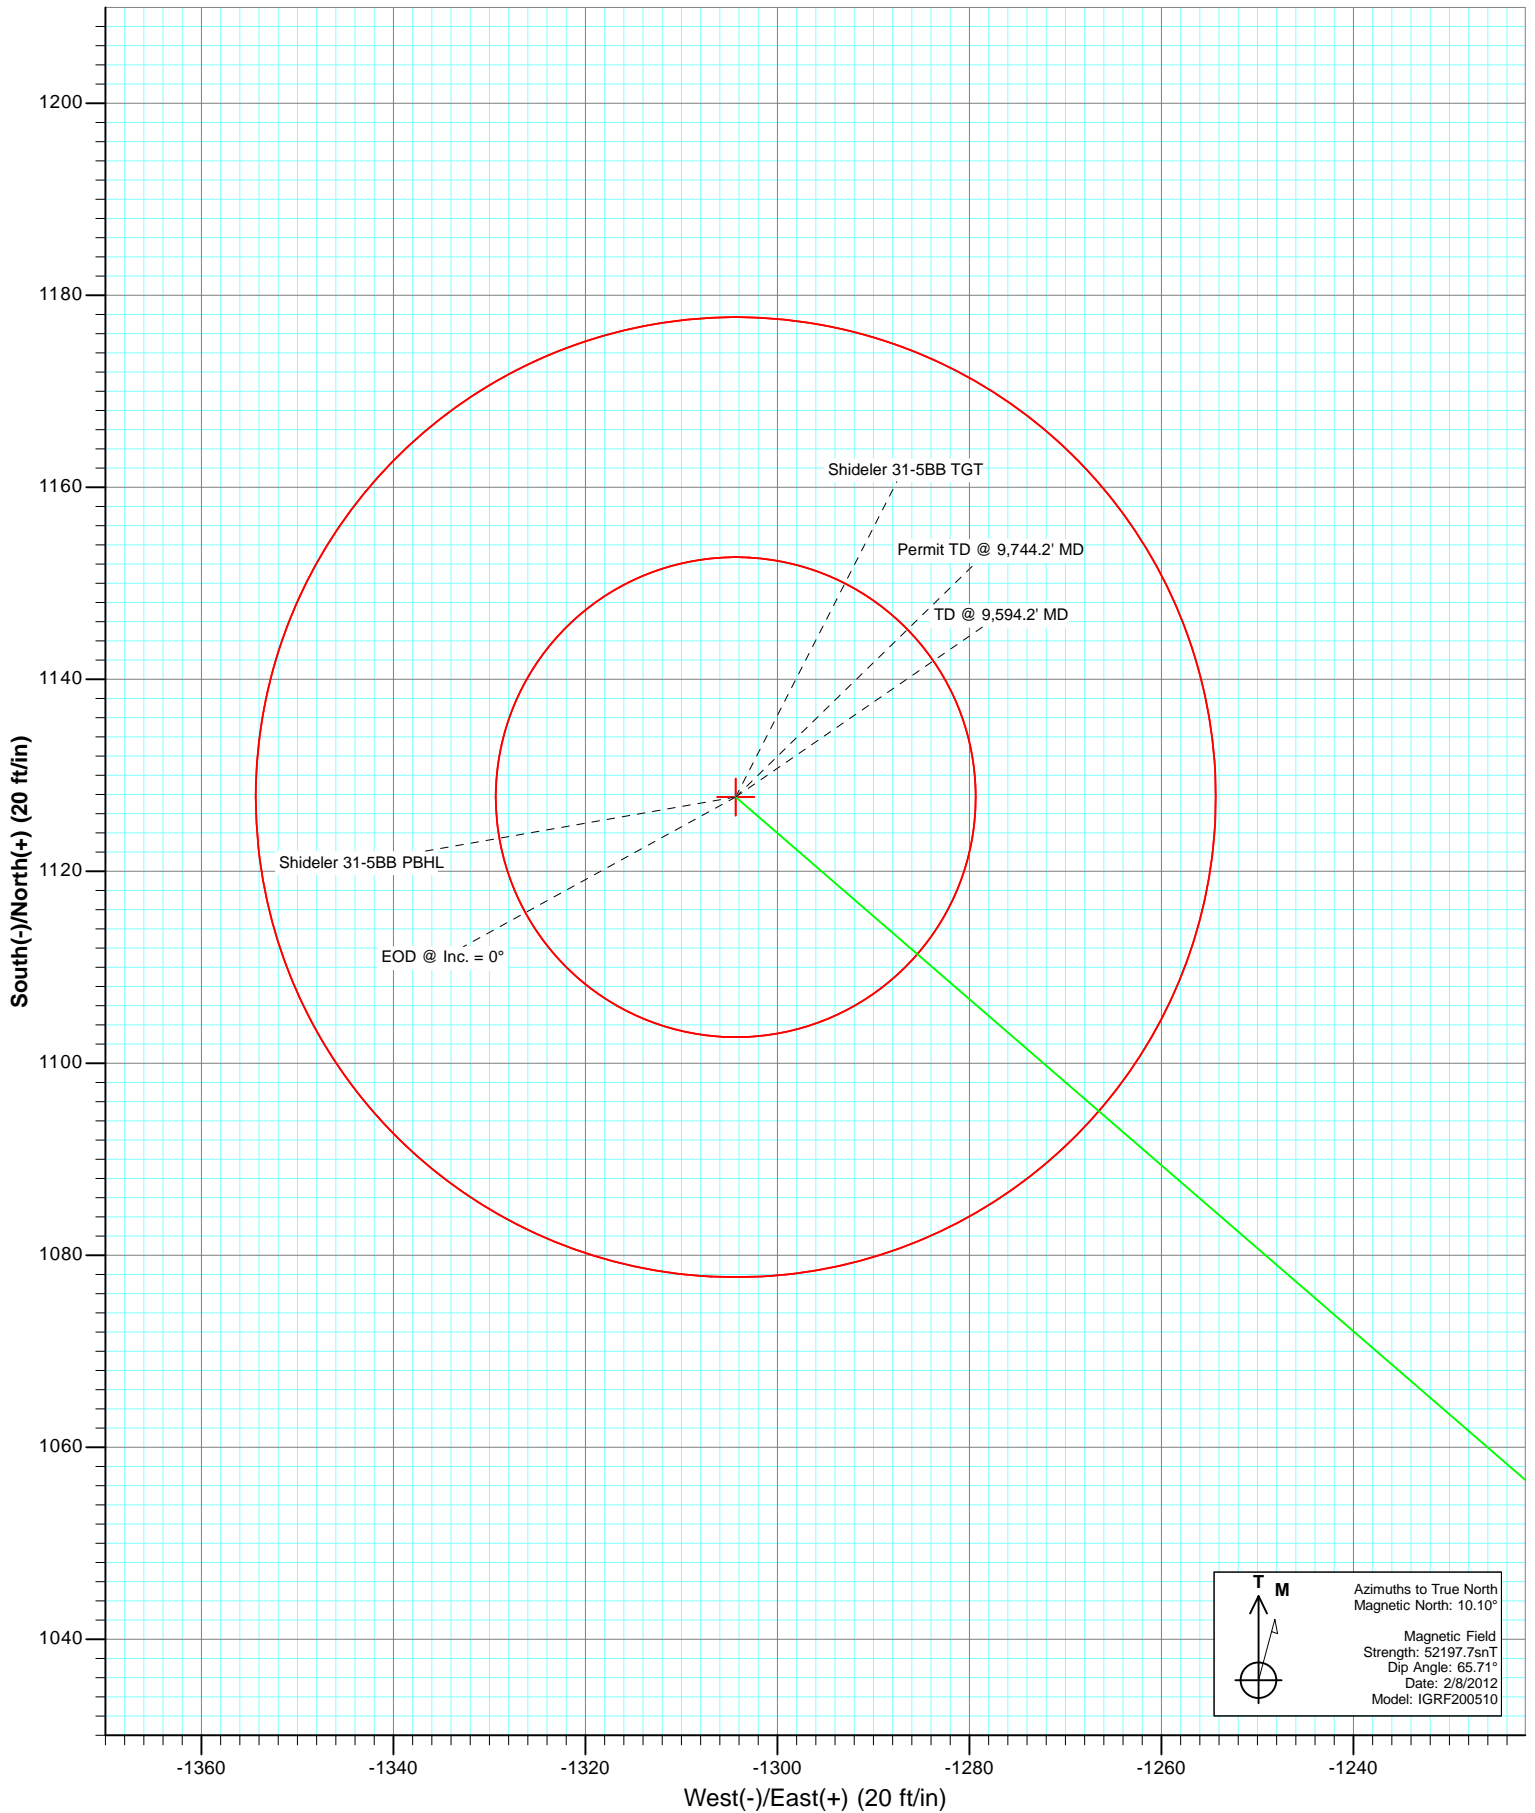 1200
1180
1160
1140
1120
1100
1080
1060
1040
South(-)/North(+) (20 ft/in)
Shideler 31-5BB TGT
Permit TD @ 9,744.2' MD
TD @ 9,594.2' MD
Shideler 31-5BB PBHL
EOD @ Inc. = 0°
T
M
Azimuths to True North
Magnetic North: 10.10°
Magnetic Field
Strength: 52197.7snT
Dip Angle: 65.71°
Date: 2/8/2012
Model: IGRF200510
-1360
-1340
-1320
-1300
-1280
-1260
-1240
West(-)/East(+) (20 ft/in)